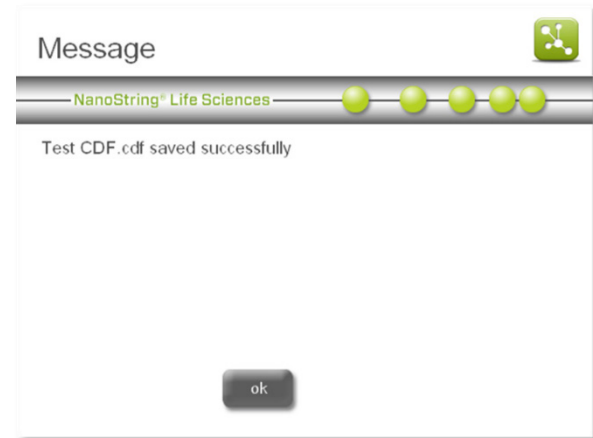 Message
NanoString® Life Sciences
Test CDF.cdf saved successfully
ok